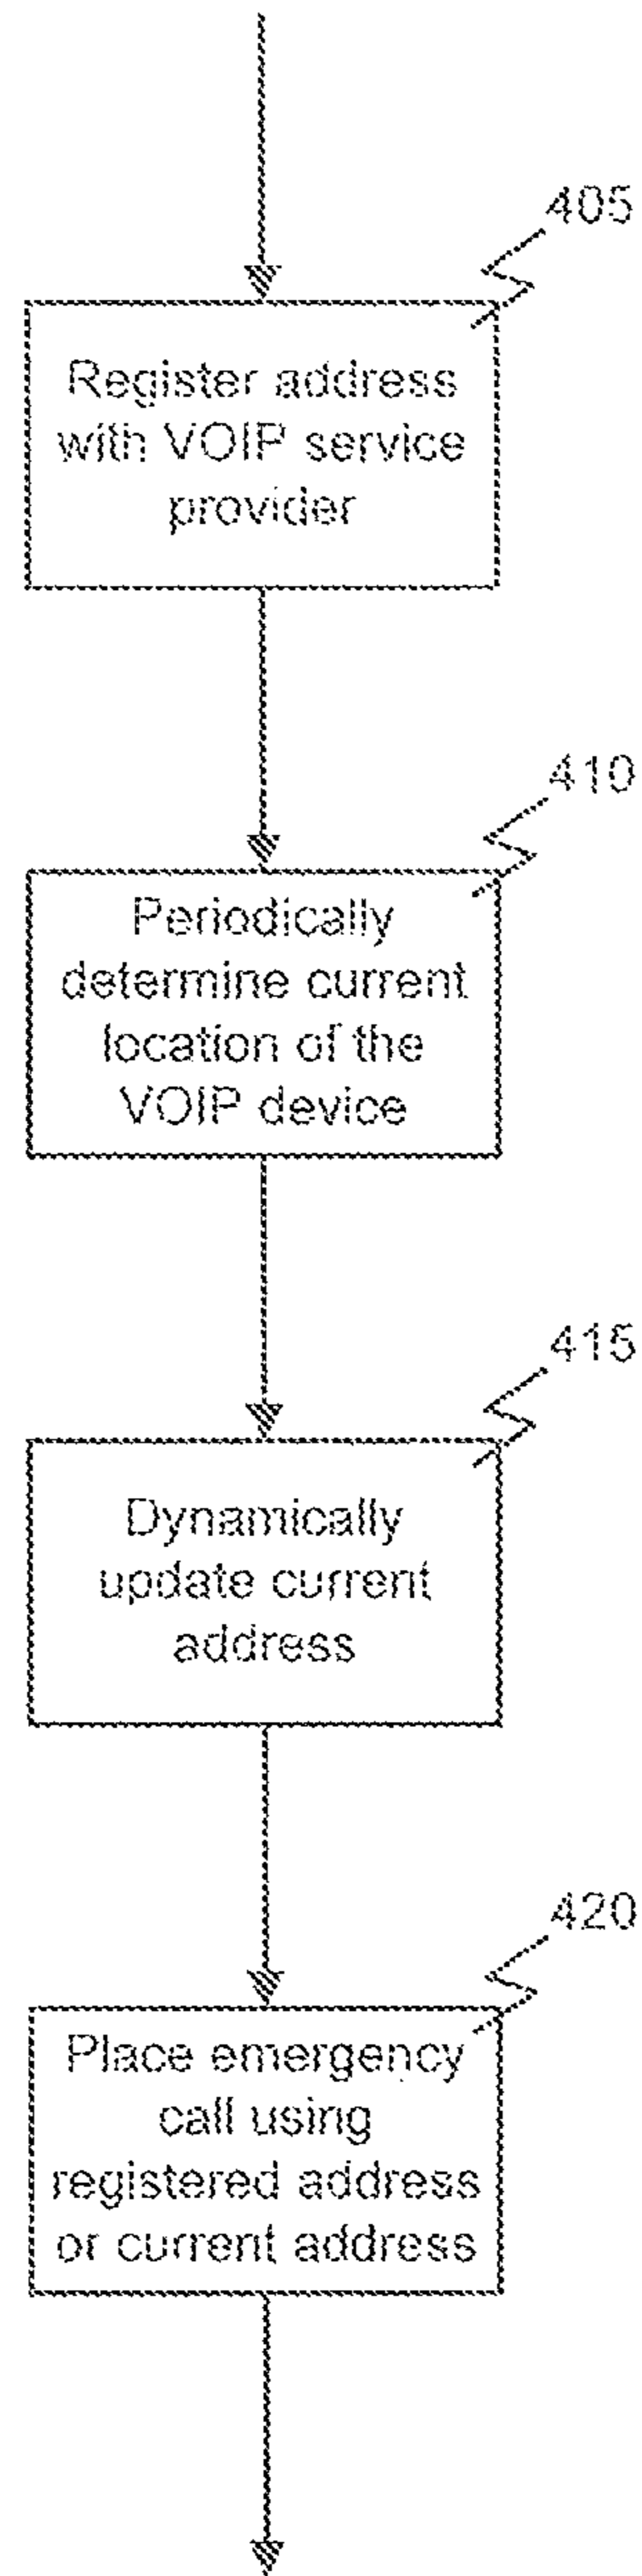 405
Register address
with VOIP service
provider
410
Periodically
determine current
location of the
VOIP device
415
Dynamically
update current
address
420
Place emergency
call using
registered address
or current address